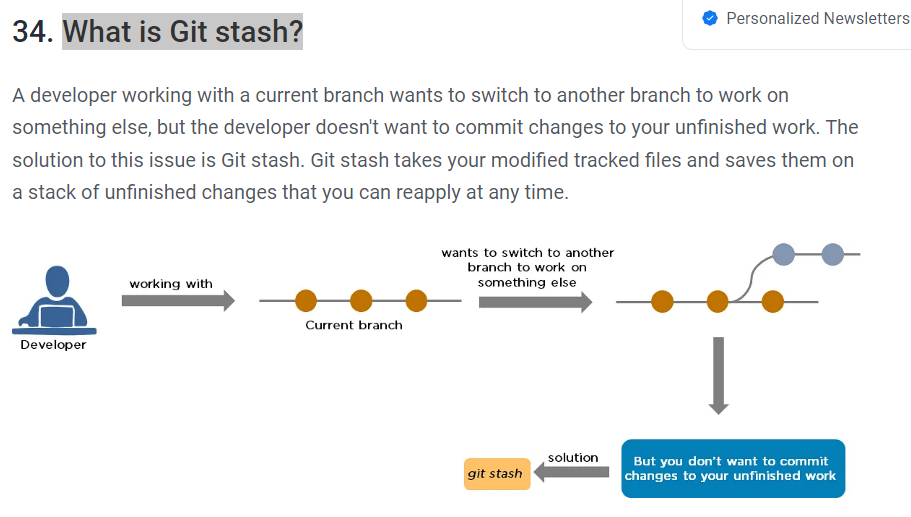 34. What is Git stash?
Personalized Newsletters
A developer working with a current branch wants to switch to another branch to work on
something else, but the developer doesn't want to commit changes to your unfinished work. The
solution to this issue is Git stash. Git stash takes your modified tracked files and saves them on
a stack of unfinished changes that you can reapply at any time.
working with
Developer
Current branch
wants to switch to another
branch to work on
something else
But you don't want to commit
changes to your unfinished work
solution
git stash